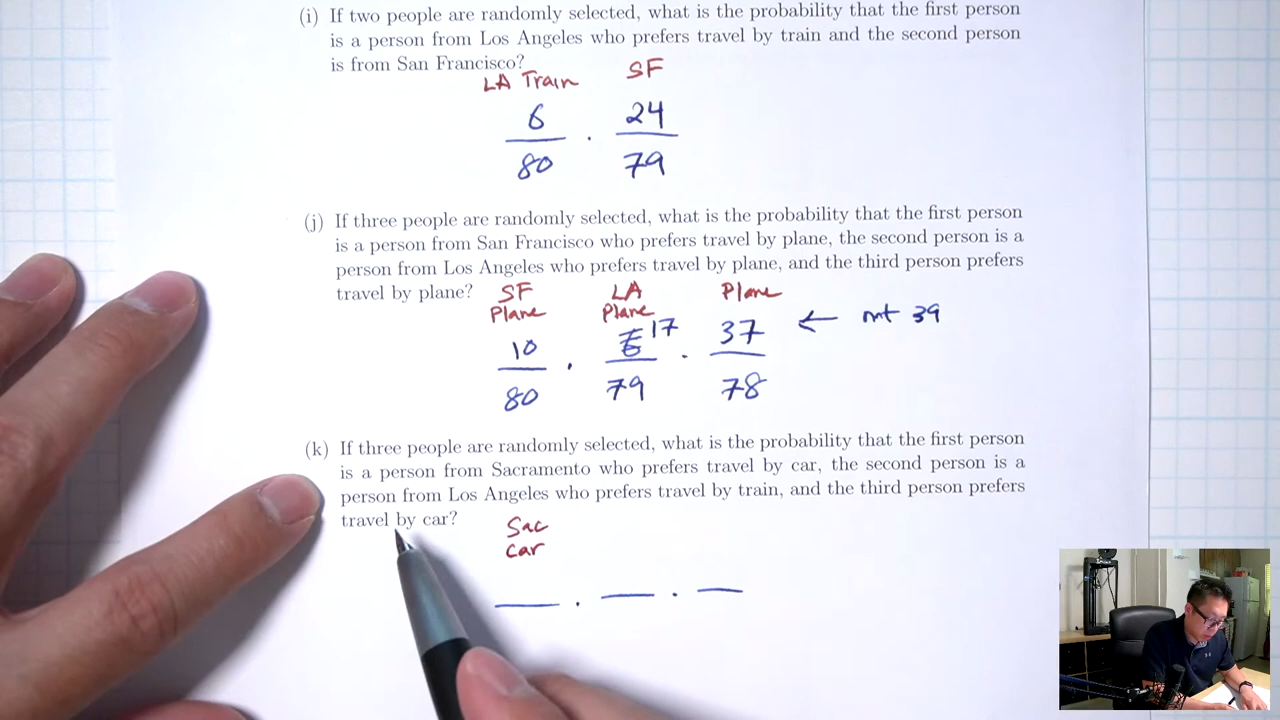 (i) If two people are randomly selected, what is the probability that the first person
is a person from Los Angeles who prefers travel by train and the second person
is from San Francisco?
LA Train SF
6 24
80 . 79
(j) If three people are randomly selected, what is the probability that the first person
is a person from San Francisco who prefers travel by plane, the second person is a
person from Los Angeles who prefers travel by plane, and the third person prefers
travel by plane? SF LA Plane
Plane Plane
10 17 37 ← not 39
80 . 79 . 78
(k) If three people are randomly selected, what is the probability that the first person
is a person from Sacramento who prefers travel by car, the second person is a
person from Los Angeles who prefers travel by train, and the third person prefers
travel by car? Sac
car